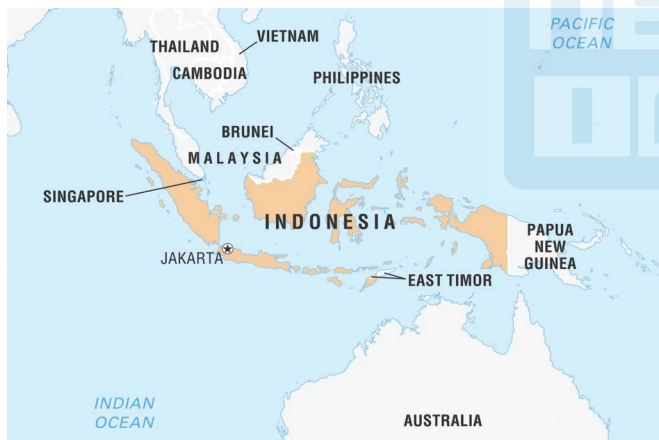 PACIFIC
OCEAN
THAILAND
VIETNAM
CAMBODIA
PHILIPPINES
BRUNEI
MALAYSIA
SINGAPORE
INDONESIA
PAPUA
NEW
GUINEA
JAKARTA
EAST TIMOR
INDIAN
OCEAN
AUSTRALIA